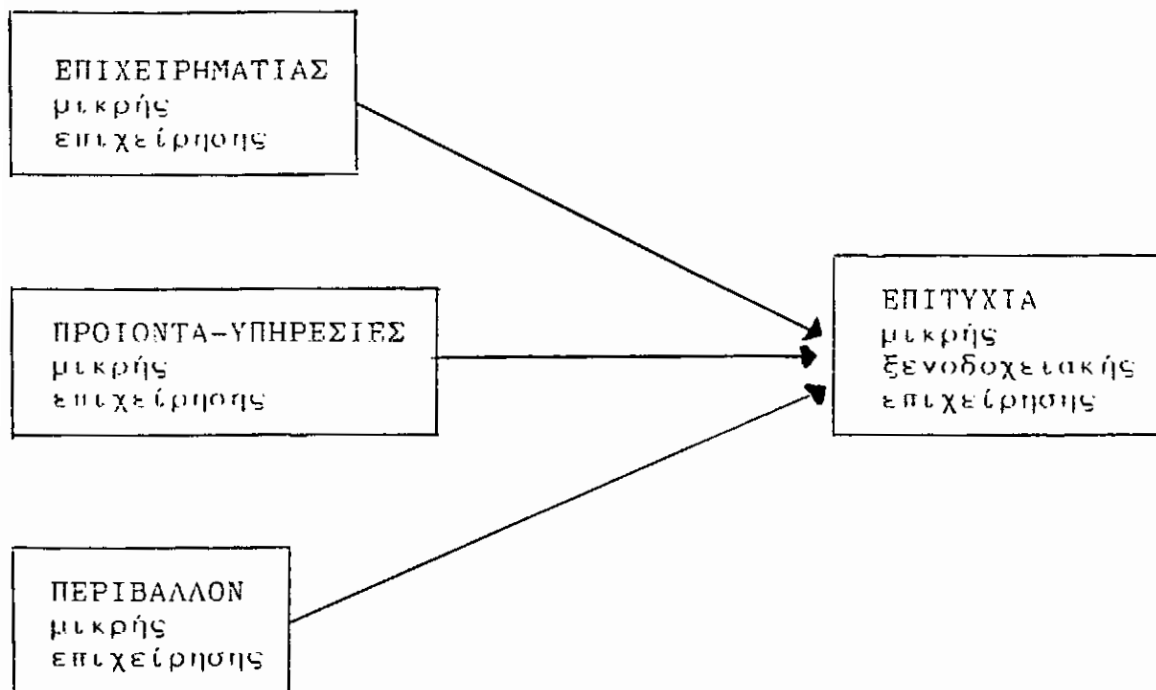 ΕΠΙΧΕΙΡΗΜΑΤΙΑΣ
μικρής
επιχείρησης
ΠΡΟΙΟΝΤΑ-ΥΠΗΡΕΣΙΕΣ
μικρής
επιχείρησης
ΕΠΙΤΥΧΙΑ
μικρής
ξενοδοχειακής
επιχείρησης
ΠΕΡΙΒΑΛΛΟΝ
μικρής
επιχείρησης